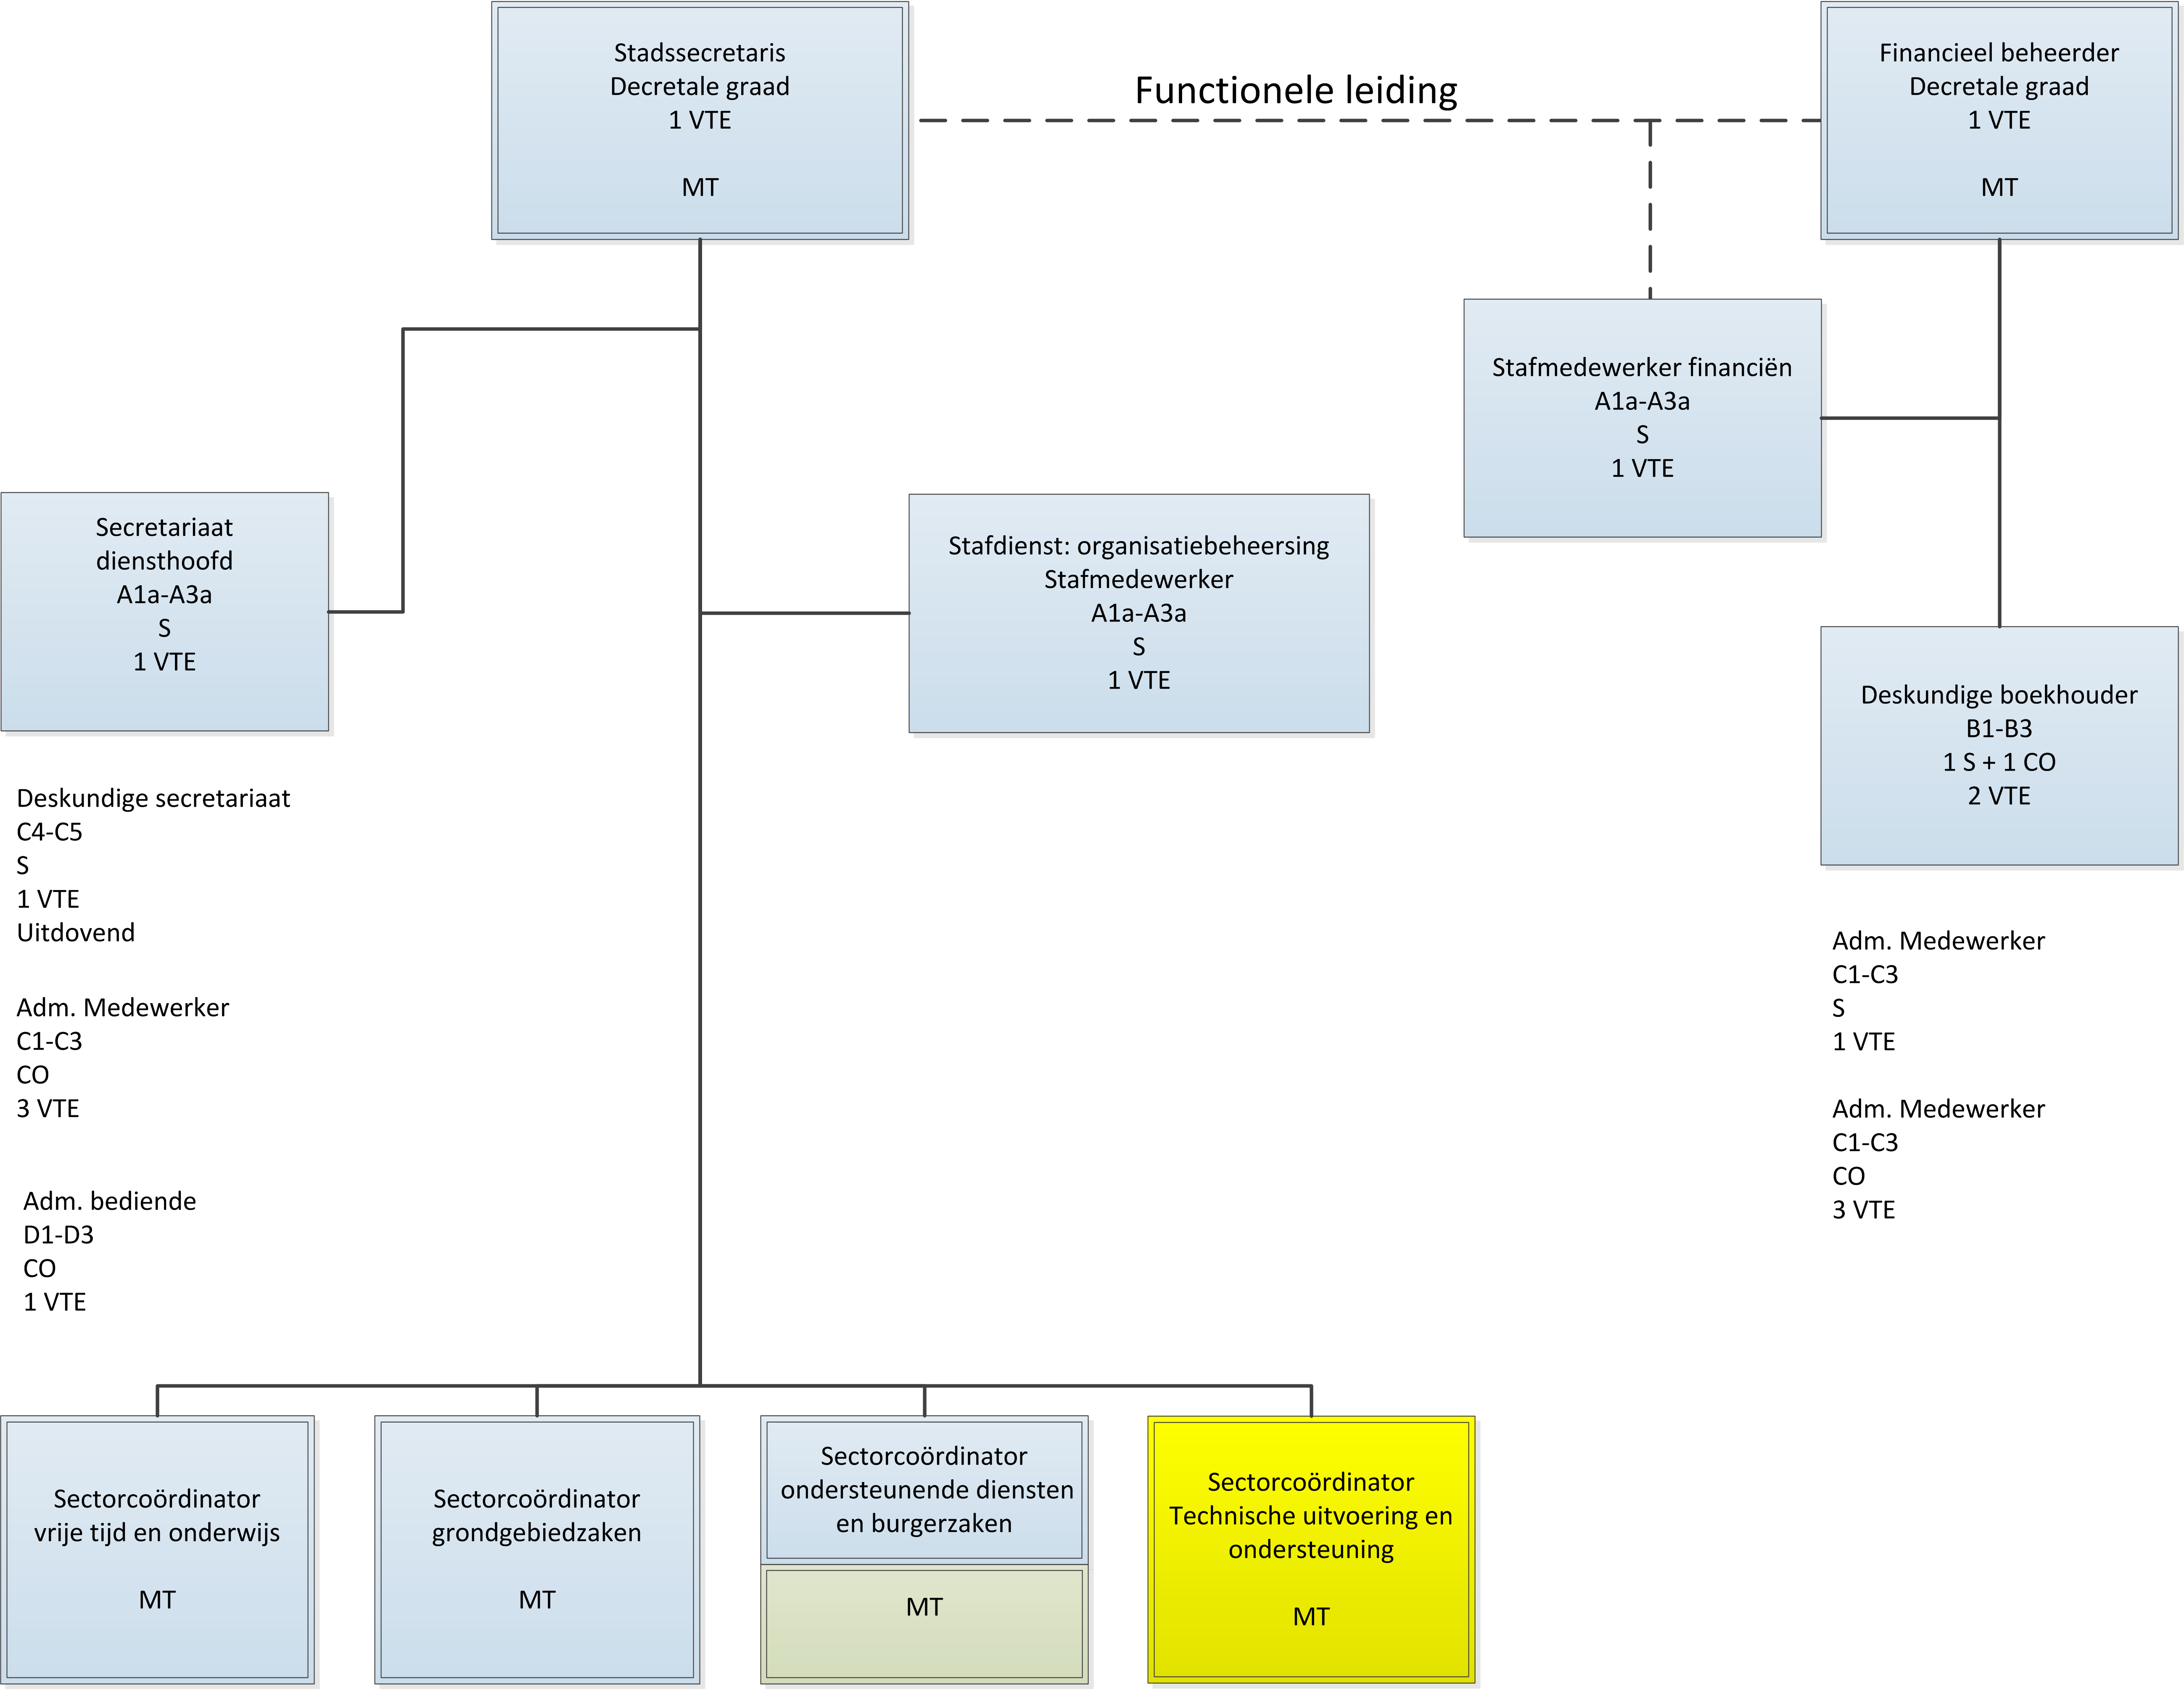 Stadssecretaris
Decretale graad
1 VTE
MT
Functionele leiding
Financieel beheerder
Decretale graad
1 VTE
MT
Stafmedewerker financiën
A1a-A3a
S
1 VTE
Secretariaat
diensthoofd
A1a-A3a
S
1 VTE
Stafdienst: organisatiebeheersing
Stafmedewerker
A1a-A3a
S
1 VTE
Deskundige boekhouder
B1-B3
1 S + 1 CO
2 VTE
Deskundige secretariaat
C4-C5
S
1 VTE
Uitdovend
Adm. Medewerker
C1-C3
CO
3 VTE
Adm. bediende
D1-D3
CO
1 VTE
Adm. Medewerker
C1-C3
S
1 VTE
Adm. Medewerker
C1-C3
CO
3 VTE
Sectorcoördinator
vrije tijd en onderwijs
MT
Sectorcoördinator
grondgebiedzaken
MT
Sectorcoördinator
ondersteunende diensten
en burgerzaken
MT
Sectorcoördinator
Technische uitvoering en
ondersteuning
MT